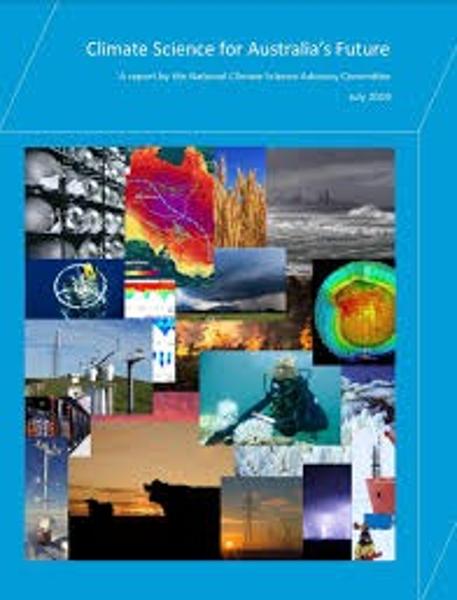 Climate Science for Australia's Future
A report by the National Climate Science Advisory Committee
July 2019